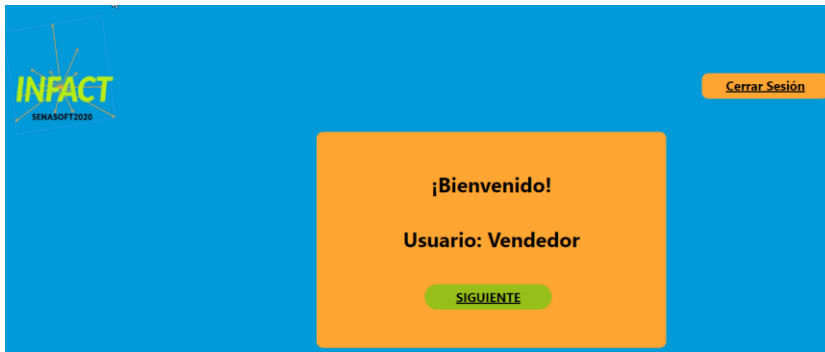 INFACT
SENASOFT2020
Cerrar Sesión
¡Bienvenido!
Usuario: Vendedor
SIGUIENTE